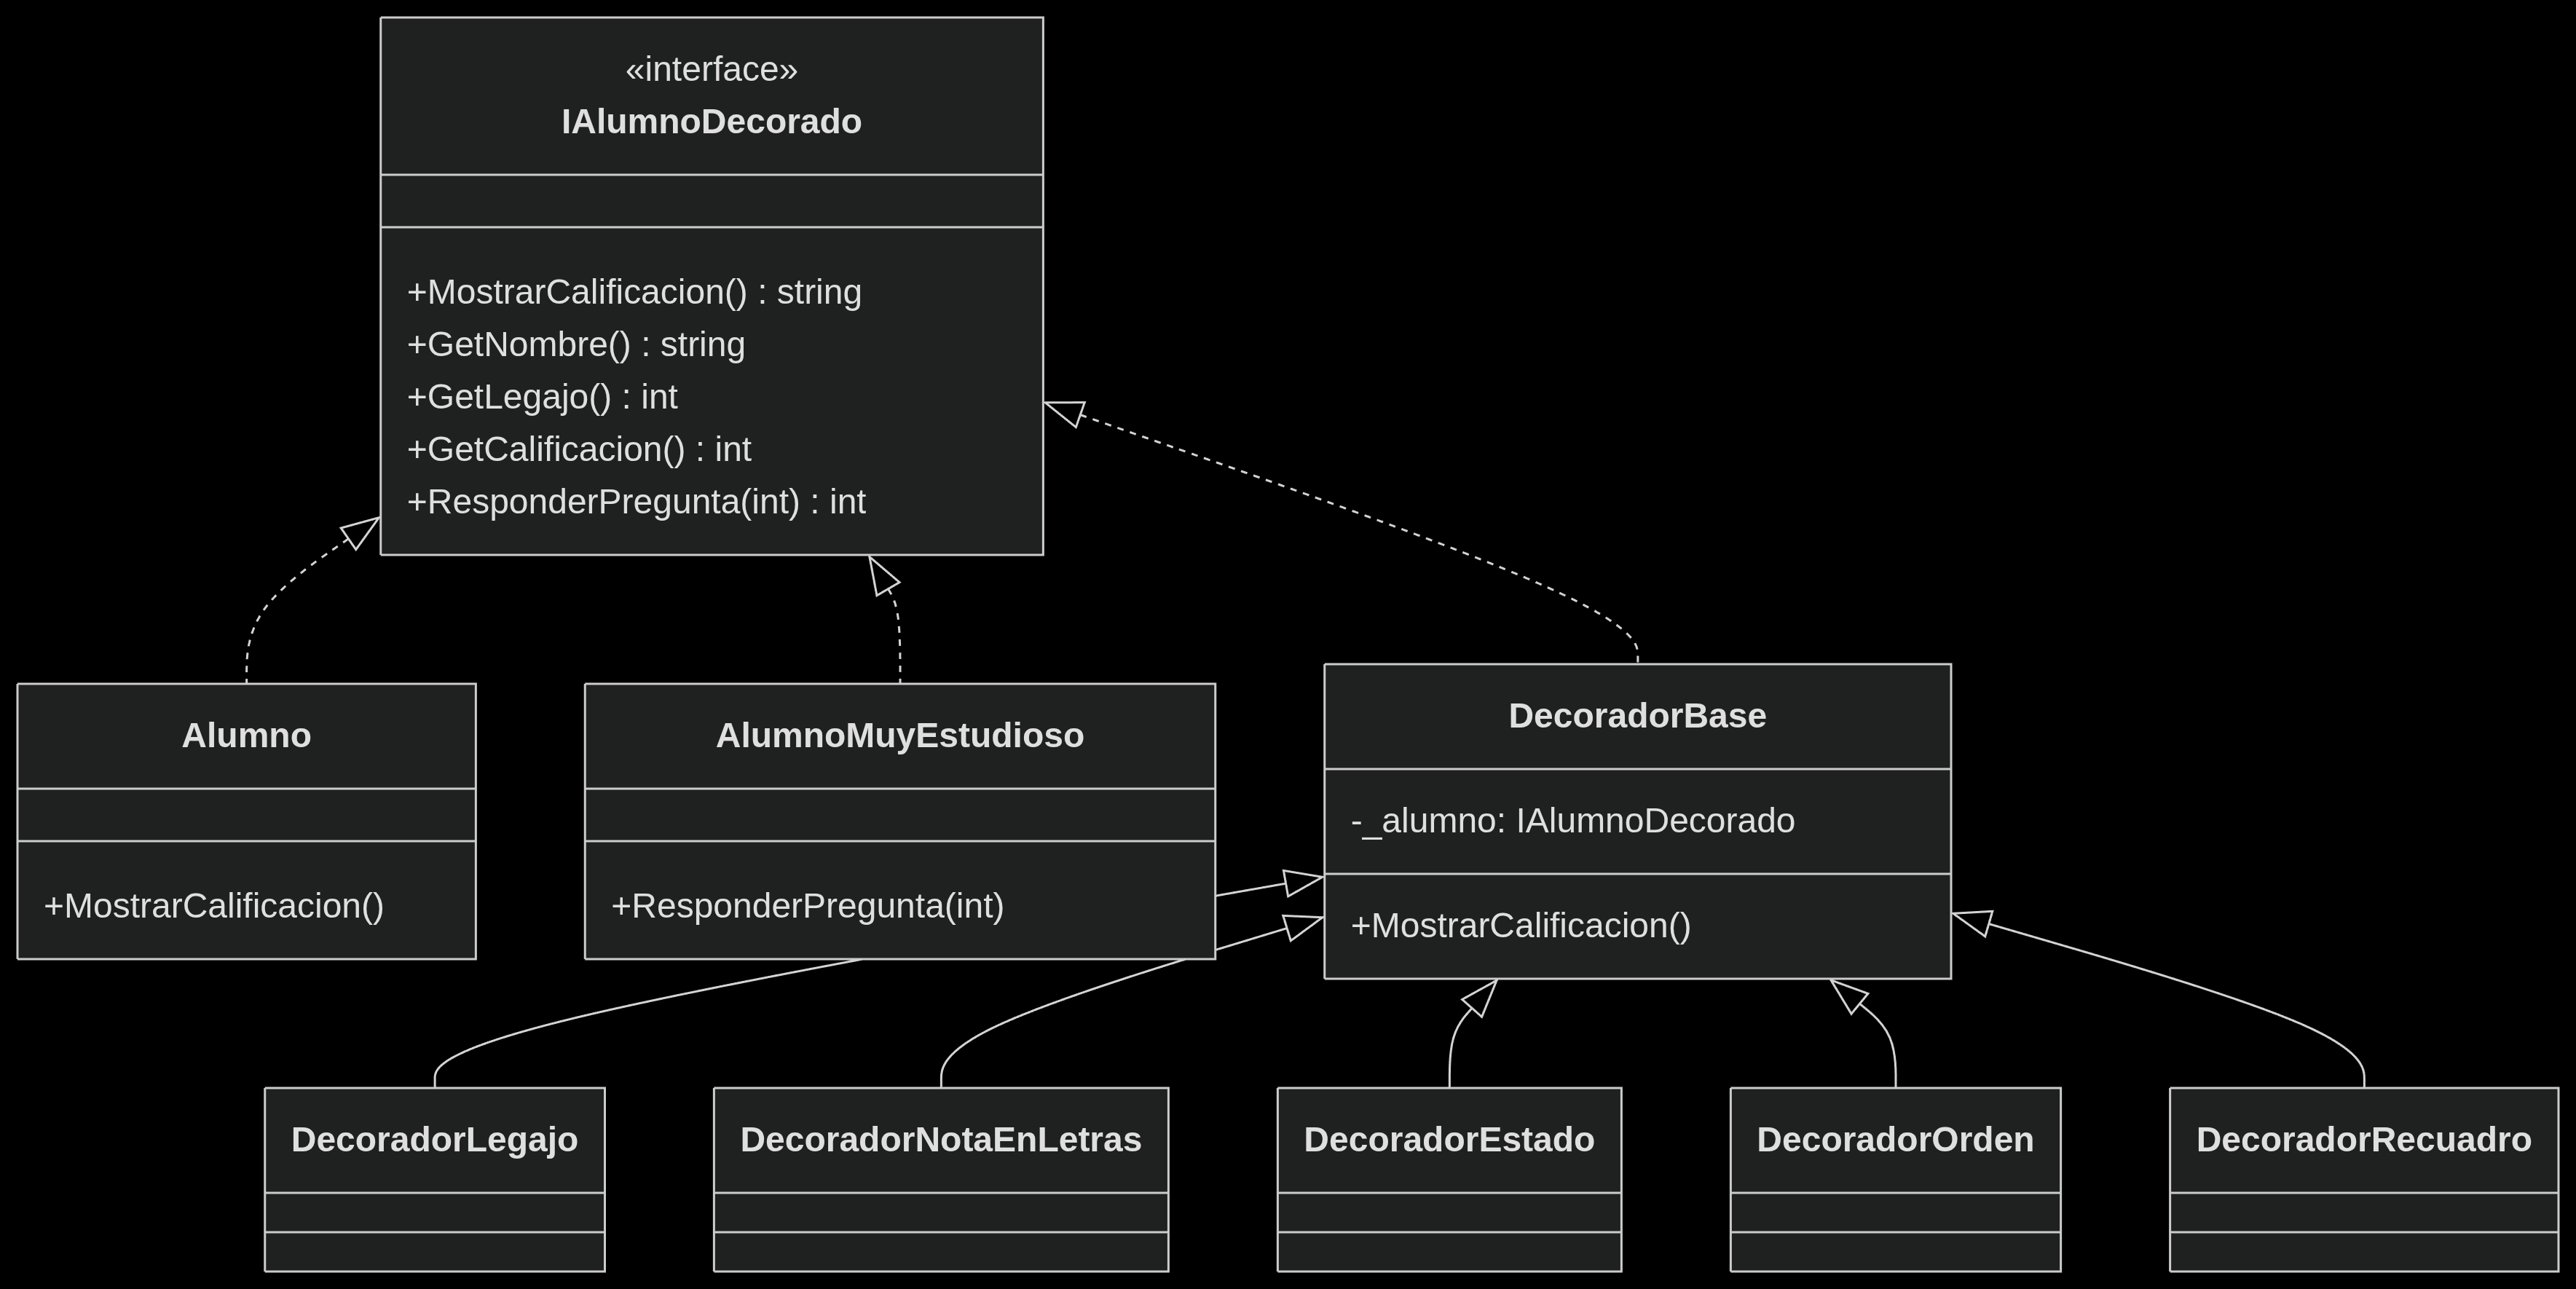 «interface»
IAlumnoDecorado
+MostrarCalificacion() : string
+GetNombre() : string
+GetLegajo() : int
+GetCalificacion() : int
+ResponderPregunta(int) : int
Alumno
+MostrarCalificacion()
AlumnoMuyEstudioso
+ResponderPregunta(int)
DecoradorBase
-_alumno: IAlumnoDecorado
+MostrarCalificacion()
DecoradorLegajo
DecoradorNotaEnLetras
DecoradorEstado
DecoradorOrden
DecoradorRecuadro